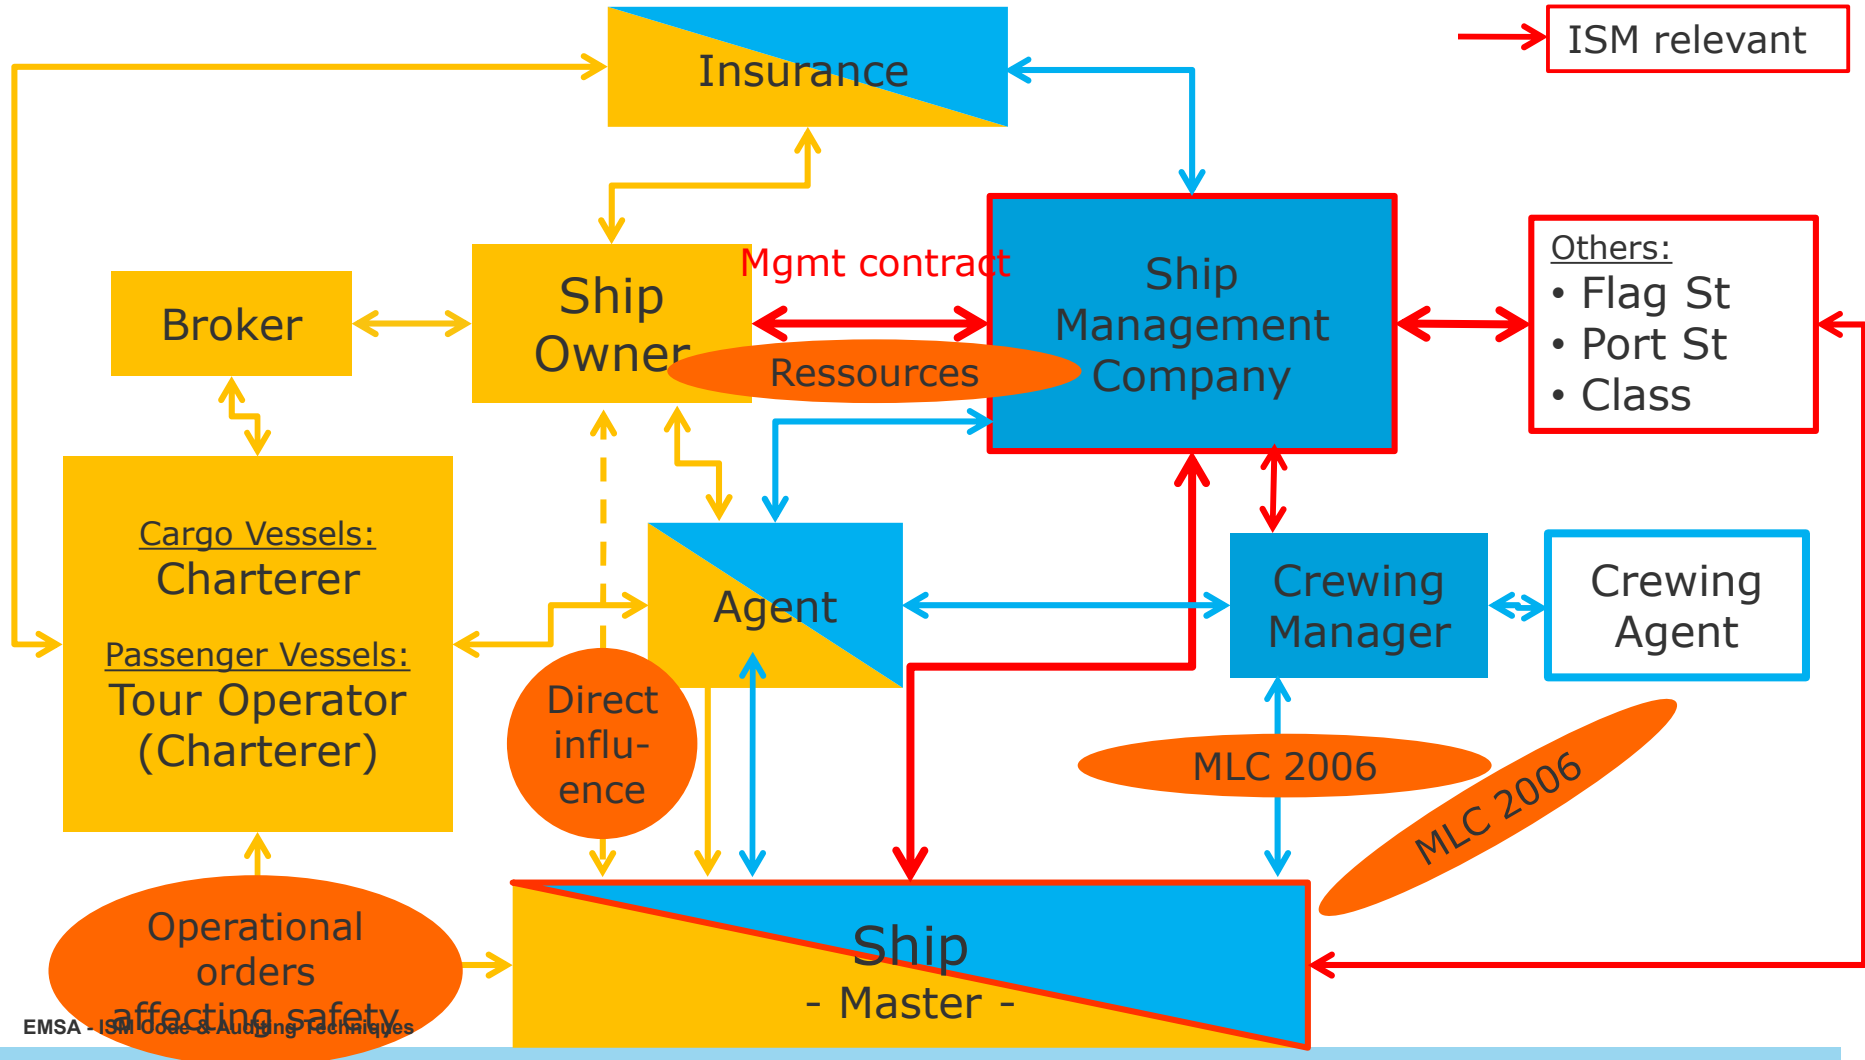 ISM relevant
Insurance
Mgmt contract
Ship
Owner
Ressources
Broker
Ship
Management
Company
Others:
• Flag St
• Port St
• Class
Cargo Vessels:
Charterer
Passenger Vessels:
Tour Operator
(Charterer)
Agent
Crewing
Manager
Crewing
Agent
Direct
influ-
ence
MLC 2006
MLC 2006
Operational
orders
affecting safety
Ship
- Master -
EMSA - ISM Code & Auditing Techniques